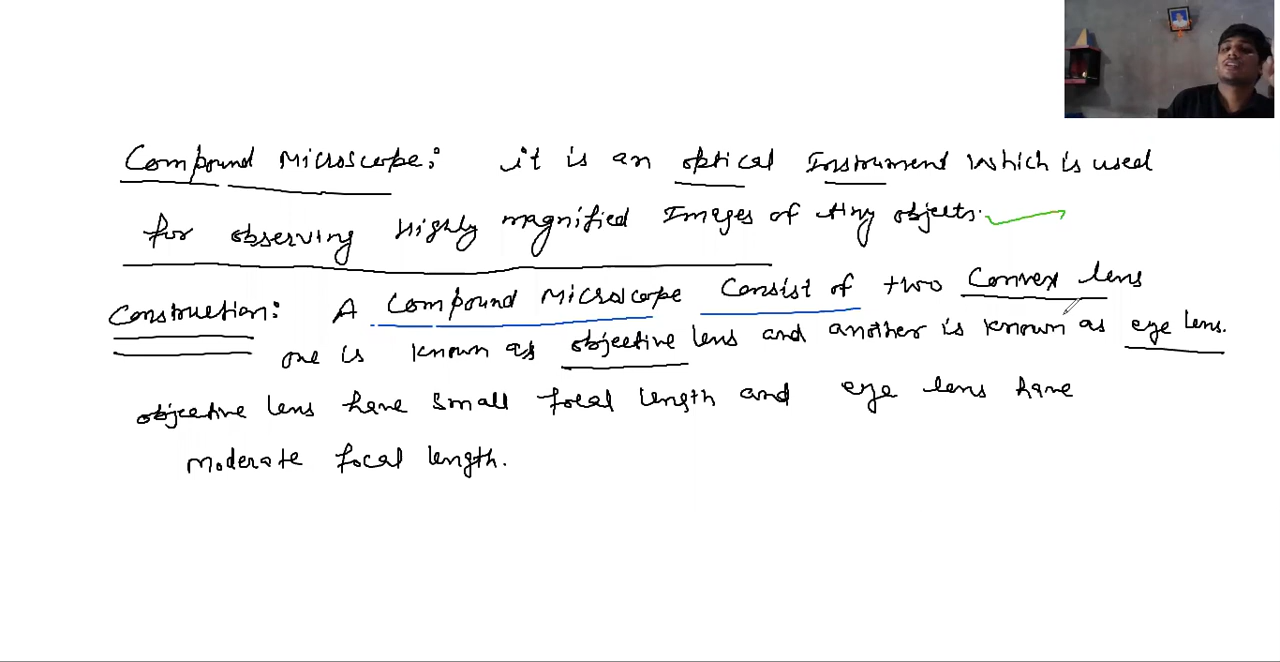 Compound Microscope: it is an optical Instrument which is used
for observing Highly magnified Images of tiny objects.
Construction: A Compound Microscope Consist of two Convex lens
one is known as objective lens and another is known as eye lens.
objective lens have small focal length and eye lens have
moderate focal length.